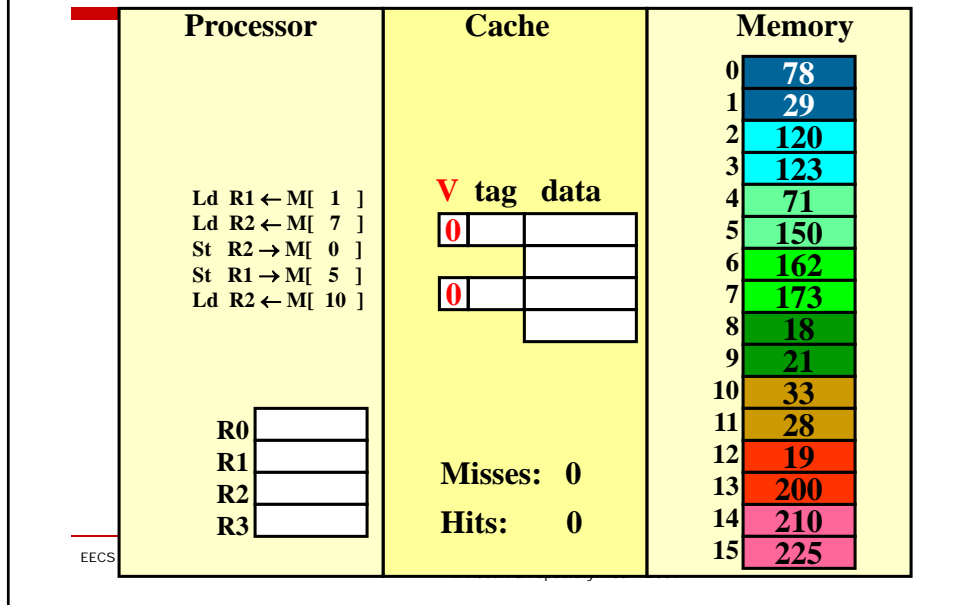 Processor
Ld R1 ← M[ 1 ]
Ld R2 ← M[ 7 ]
St R2 → M[ 0 ]
St R1 → M[ 5 ]
Ld R2 ← M[ 10 ]
R0
R1
R2
R3
Cache
V tag data
0
0
Misses: 0
Hits: 0
Memory
0 78
1 29
2 120
3 123
4 71
5 150
6 162
7 173
8 18
9 21
10 33
11 28
12 19
13 200
14 210
15 225
EECS